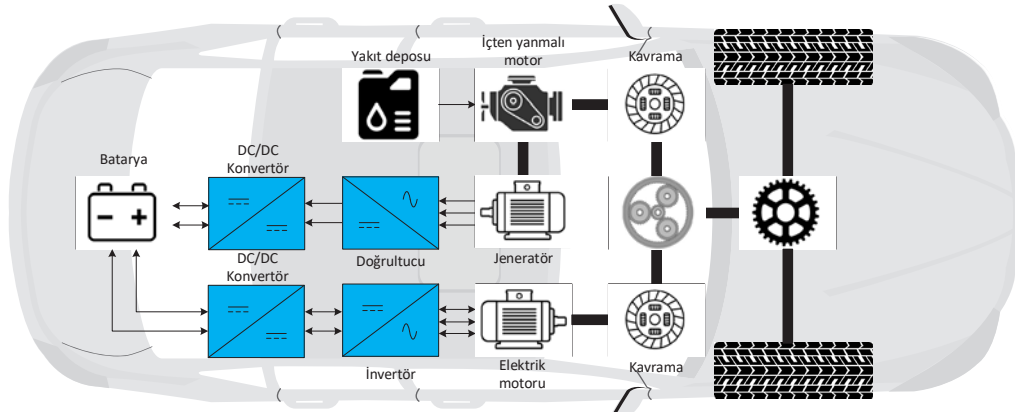 Yakıt deposu
İçten yanmalı
motor
Kavrama
Batarya
DC/DC
Konvertör
Doğrultucu
Jeneratör
DC/DC
Konvertör
İnvertör
Elektrik
motoru
Kavrama